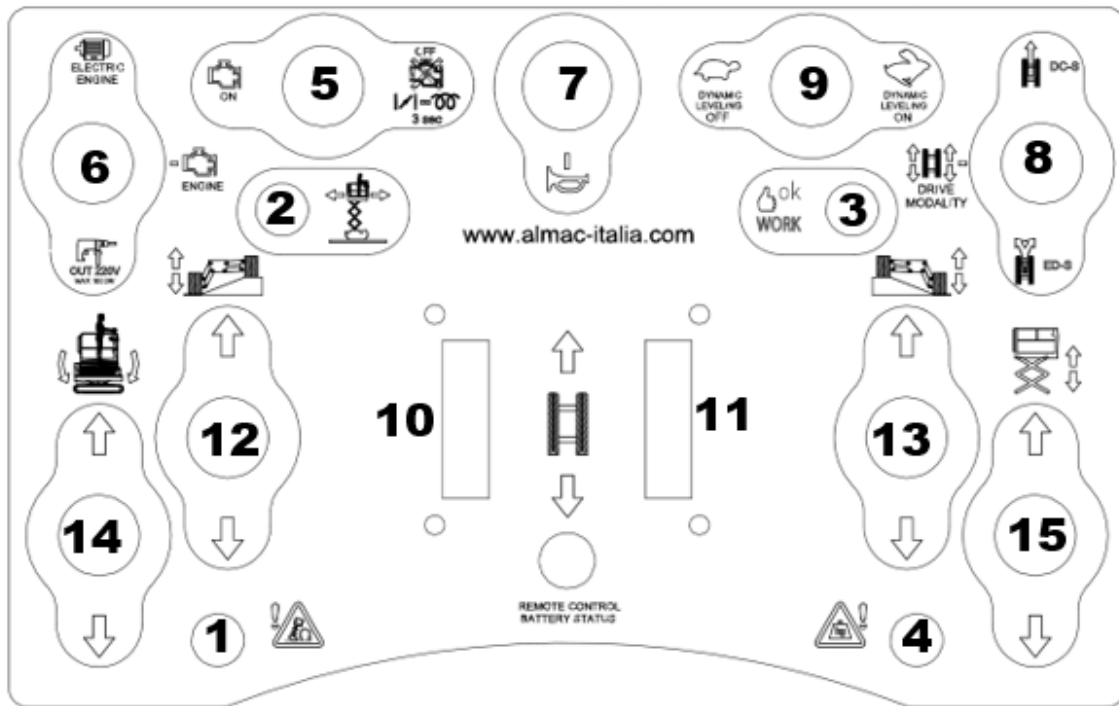 ELECTRIC
ENGINE
6
ENGINE
OUT 220V
ON
5
OFF
3 sec
7
DYNAMIC
LEVELING
OFF
9
DYNAMIC
LEVELING
ON
DC-S
8
DRIVE
MODALITY
ED-S
2
ok
WORK
3
www.almac-italia.com
10
11
12
13
14
15
REMOTE CONTROL
BATTERY STATUS
1
!
!
4